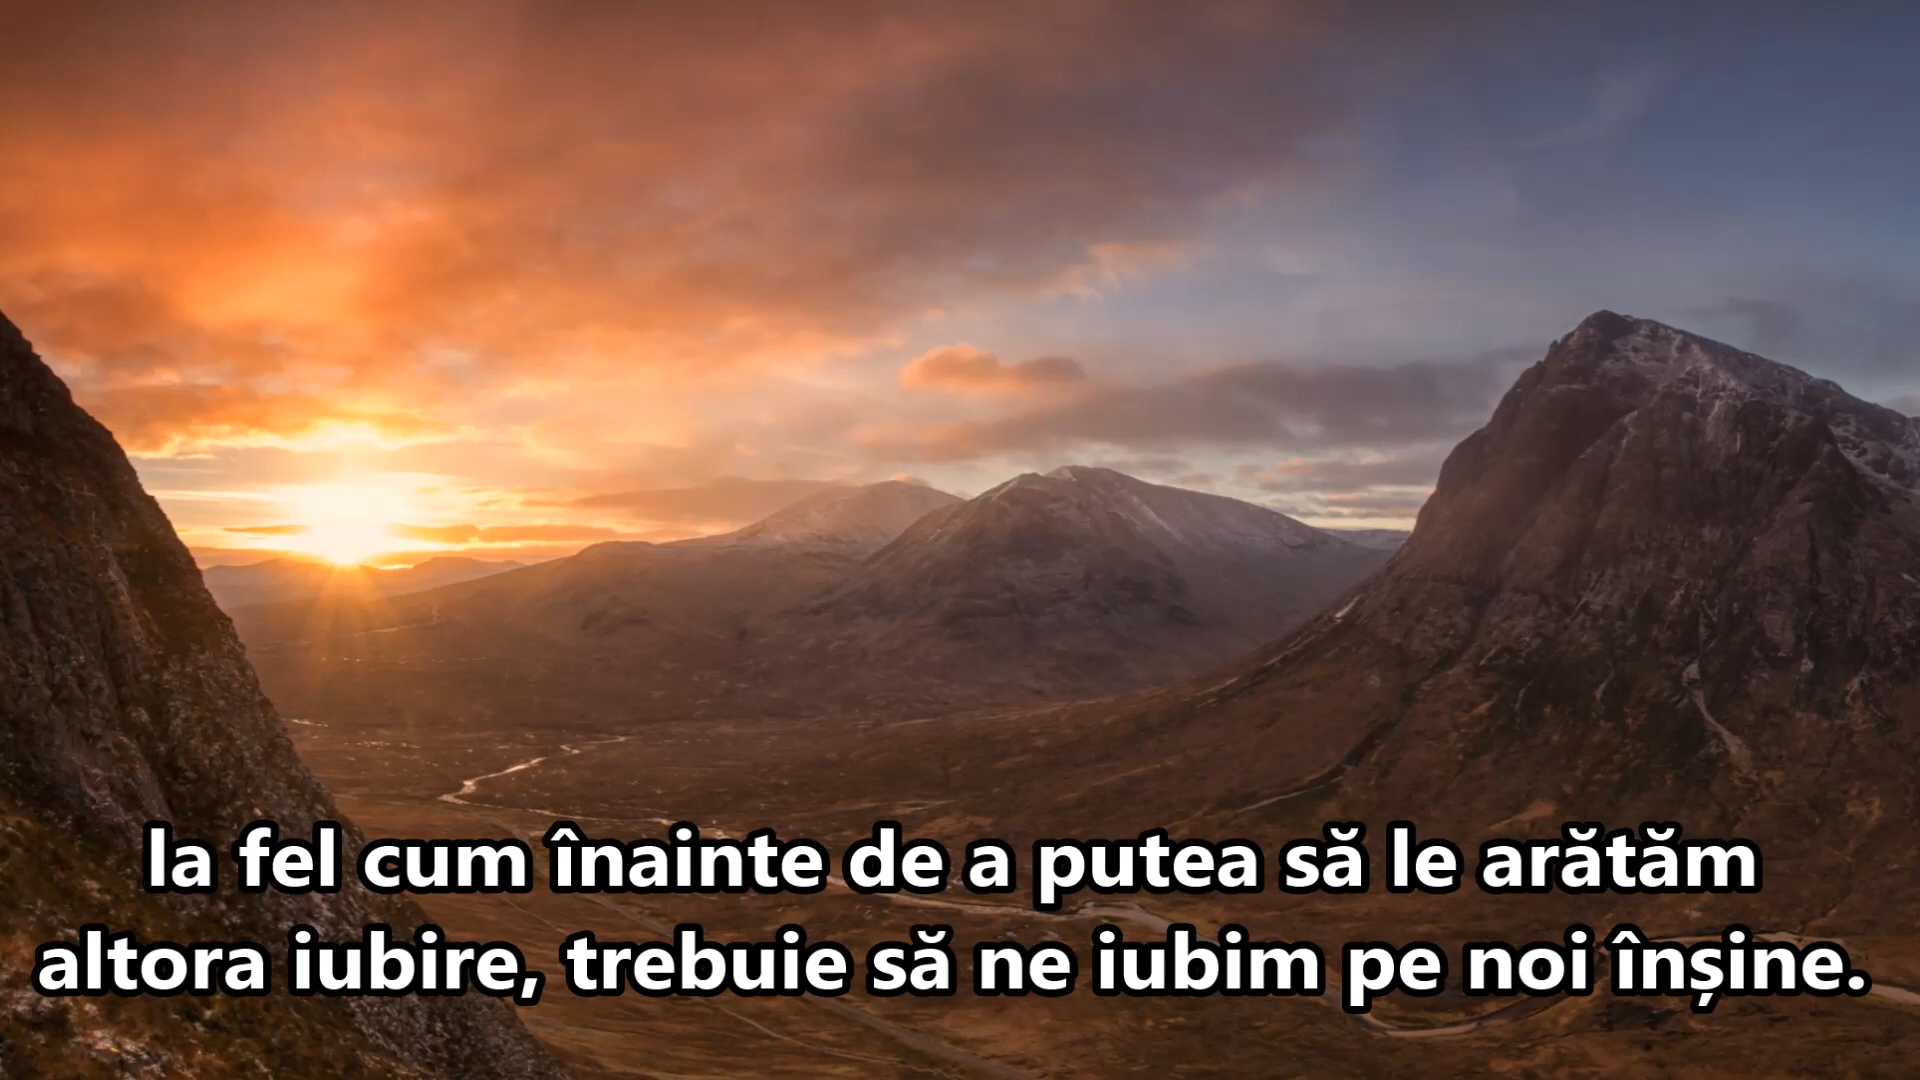 la fel cum înainte de a putea să le arătăm
altora iubire, trebuie să ne iubim pe noi înșine.